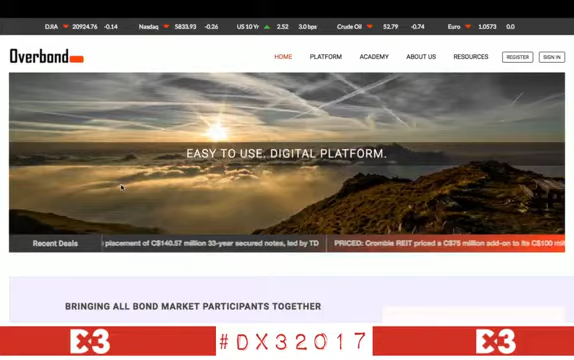 DJIA 20924.76 -0.14 Nasdaq 5833.93 -0.26 US 10 Yr 2.52 3.0 bps Crude Oil 52.79 -0.74 Euro 1.0573 0.0
Overbond
HOME PLATFORM ACADEMY ABOUT US RESOURCES REGISTER SIGN IN
EASY TO USE. DIGITAL PLATFORM.
Recent Deals placement of C$140.57 million 33-year secured notes, led by TD PRICED: Crombie REIT priced a C$75 million add-on to its C$100 mil
BRINGING ALL BOND MARKET PARTICIPANTS TOGETHER
DX3 #DX32017 DX3